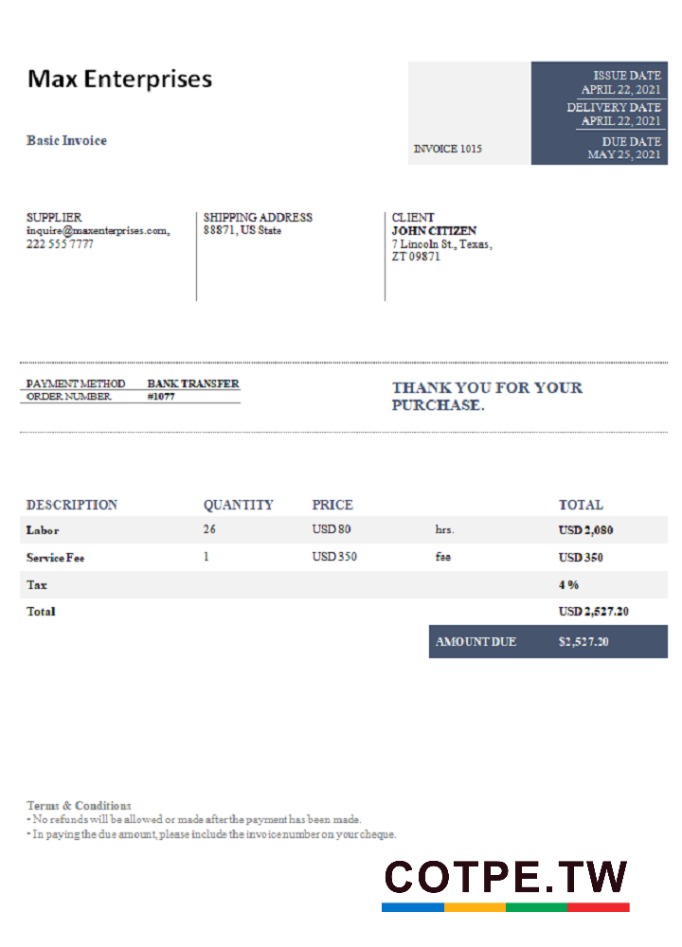 Max Enterprises
Basic Invoice
INVOICE 1015
ISSUE DATE
APRIL 22, 2021
DELIVERY DATE
APRIL 22, 2021
DUE DATE
MAY 25, 2021
SUPPLIER
inquire@maxenterprises.com,
222 555 7777
SHIPPING ADDRESS
88871, US State
CLIENT
JOHN CITIZEN
7 Lincoln St., Texas,
ZT 09871
PAYMENT METHOD BANK TRANSFER
ORDER NUMBER #1077
THANK YOU FOR YOUR
PURCHASE.
DESCRIPTION QUANTITY PRICE TOTAL
Labor 26 USD 80 hrs. USD 2,080
Service Fee 1 USD 350 fee USD 350
Tax 4 %
Total USD 2,527.20
AMOUNT DUE $2,527.20
Terms & Conditions
• No refunds will be allowed or made after the payment has been made.
• In paying the due amount, please include the invoice number on your cheque.
COTPE.TW